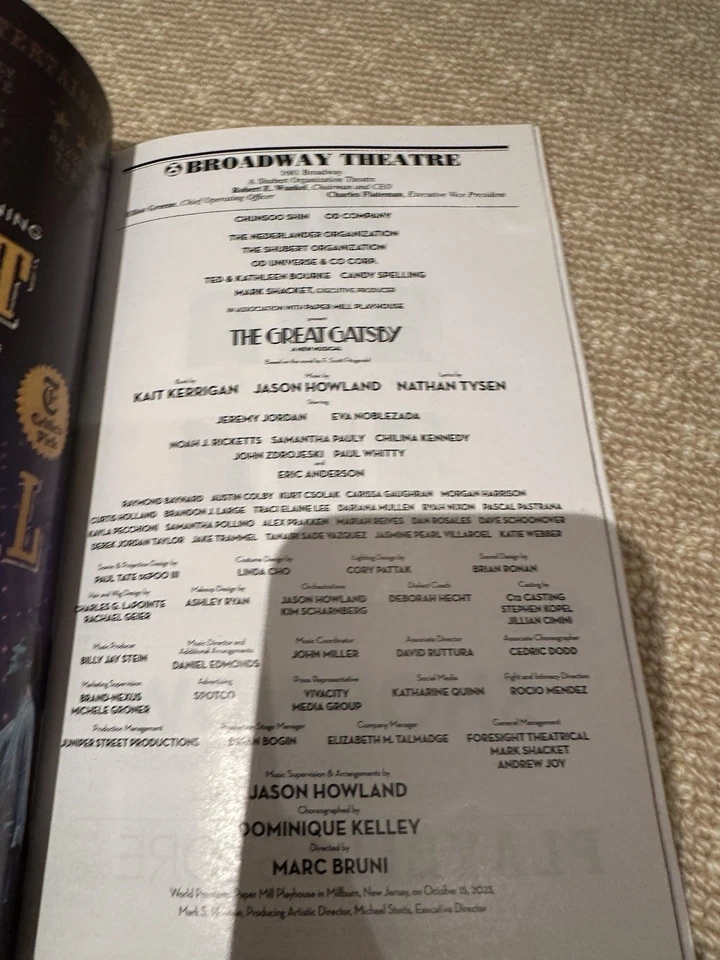 BROADWAY THEATRE
1681 Broadway
A Shubert Organization Theatre
Robert E. Wankel, Chairman and CEO
Elliot Greene, Chief Operating Officer Charles Flateman, Executive Vice President
CHUNSOO SHIN OD COMPANY
THE NEDERLANDER ORGANIZATION
THE SHUBERT ORGANIZATION
OD UNIVERSE & CO CORP.
TED & KATHLEEN BOURKE CANDY SPELLING
MARK SHACKET, EXECUTIVE PRODUCER
IN ASSOCIATION WITH PAPER MILL PLAYHOUSE
present
THE GREAT GATSBY
A NEW MUSICAL
Based on the novel by F. Scott Fitzgerald
Book by Music by Lyrics by
KAIT KERRIGAN JASON HOWLAND NATHAN TYSEN
Starring
JEREMY JORDAN EVA NOBLEZADA
NOAH J. RICKETTS SAMANTHA PAULY CHILINA KENNEDY
JOHN ZDROJESKI PAUL WHITTY
and
ERIC ANDERSON
RAYMOND BAYNARD AUSTIN COLBY KURT CSOLAK CARISSA GAUGHRAN MORGAN HARRISON
CURTIS HOLLAND BRANDON J. LARGE TRACI ELAINE LEE DARIANA MULLEN RYAH NIXON PASCAL PASTRANA
KAYLA PECCHIONI SAMANTHA POLLINO ALEX PRAKKEN MARIAH REIVES DAN ROSALES DAVE SCHOONOVER
DEREK JORDAN TAYLOR JAKE TRAMMEL TANAIRI SADE VAZQUEZ JASMINE PEARL VILLAROEL KATIE WEBBER
Scenic & Projection Design by Costume Design by Lighting Design by Sound Design by
PAUL TATE DEPOO III LINDA CHO CORY PATTAK BRIAN RONAN
Hair and Wig Design by Makeup Design by Orchestrations Dialect Coach Casting by
CHARLES G. LAPOINTE ASHLEY RYAN JASON HOWLAND DEBORAH HECHT C12 CASTING
RACHAEL GEIER KIM SCHARNBERG STEPHEN KOPEL
JILLIAN CIMINI
Music Producer Music Director and Music Coordinator Associate Director Associate Choreographer
Additional Arrangements
BILLY JAY STEIN DANIEL EDMONDS JOHN MILLER DAVID RUTTURA CEDRIC DODD
Marketing Supervision Advertising Press Representative Social Media Fight and Intimacy Direction
BRAND-NEXUS SPOTCO VIVACITY KATHARINE QUINN ROCIO MENDEZ
MICHELE GRONER MEDIA GROUP
Production Management Production Stage Manager Company Manager General Management
JUNIPER STREET PRODUCTIONS BRIAN BOGIN ELIZABETH M. TALMADGE FORESIGHT THEATRICAL
MARK SHACKET
ANDREW JOY
Music Supervision & Arrangements by
JASON HOWLAND
Choreographed by
DOMINIQUE KELLEY
Directed by
MARC BRUNI
World Premiere, Paper Mill Playhouse in Millburn, New Jersey, on October 15, 2023,
Mark S. Producing Artistic Director, Michael Stotts, Executive Director